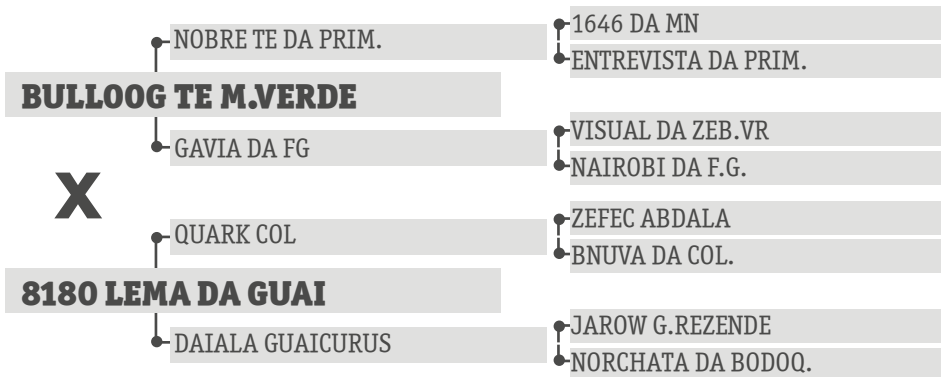 NOBRE TE DA PRIM.
1646 DA MN
ENTREVISTA DA PRIM.
BULLOOG TE M.VERDE
GAVIA DA FG
VISUAL DA ZEB.VR
NAIROBI DA F.G.
X
QUARK COL
ZEFEC ABDALA
BNUVA DA COL.
8180 LEMA DA GUAI
DAIALA GUAICURUS
JAROW G.REZENDE
NORCHATA DA BODOQ.